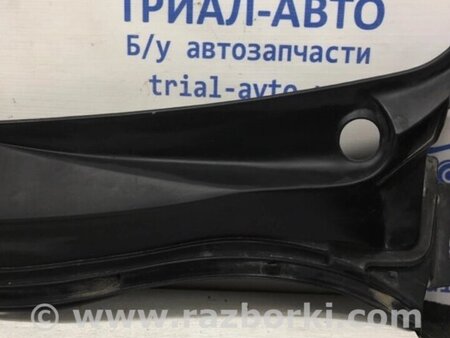 ТРИАЛ-АВТО
Б/у автозапчасти
trial-avto.
www.razborki.com